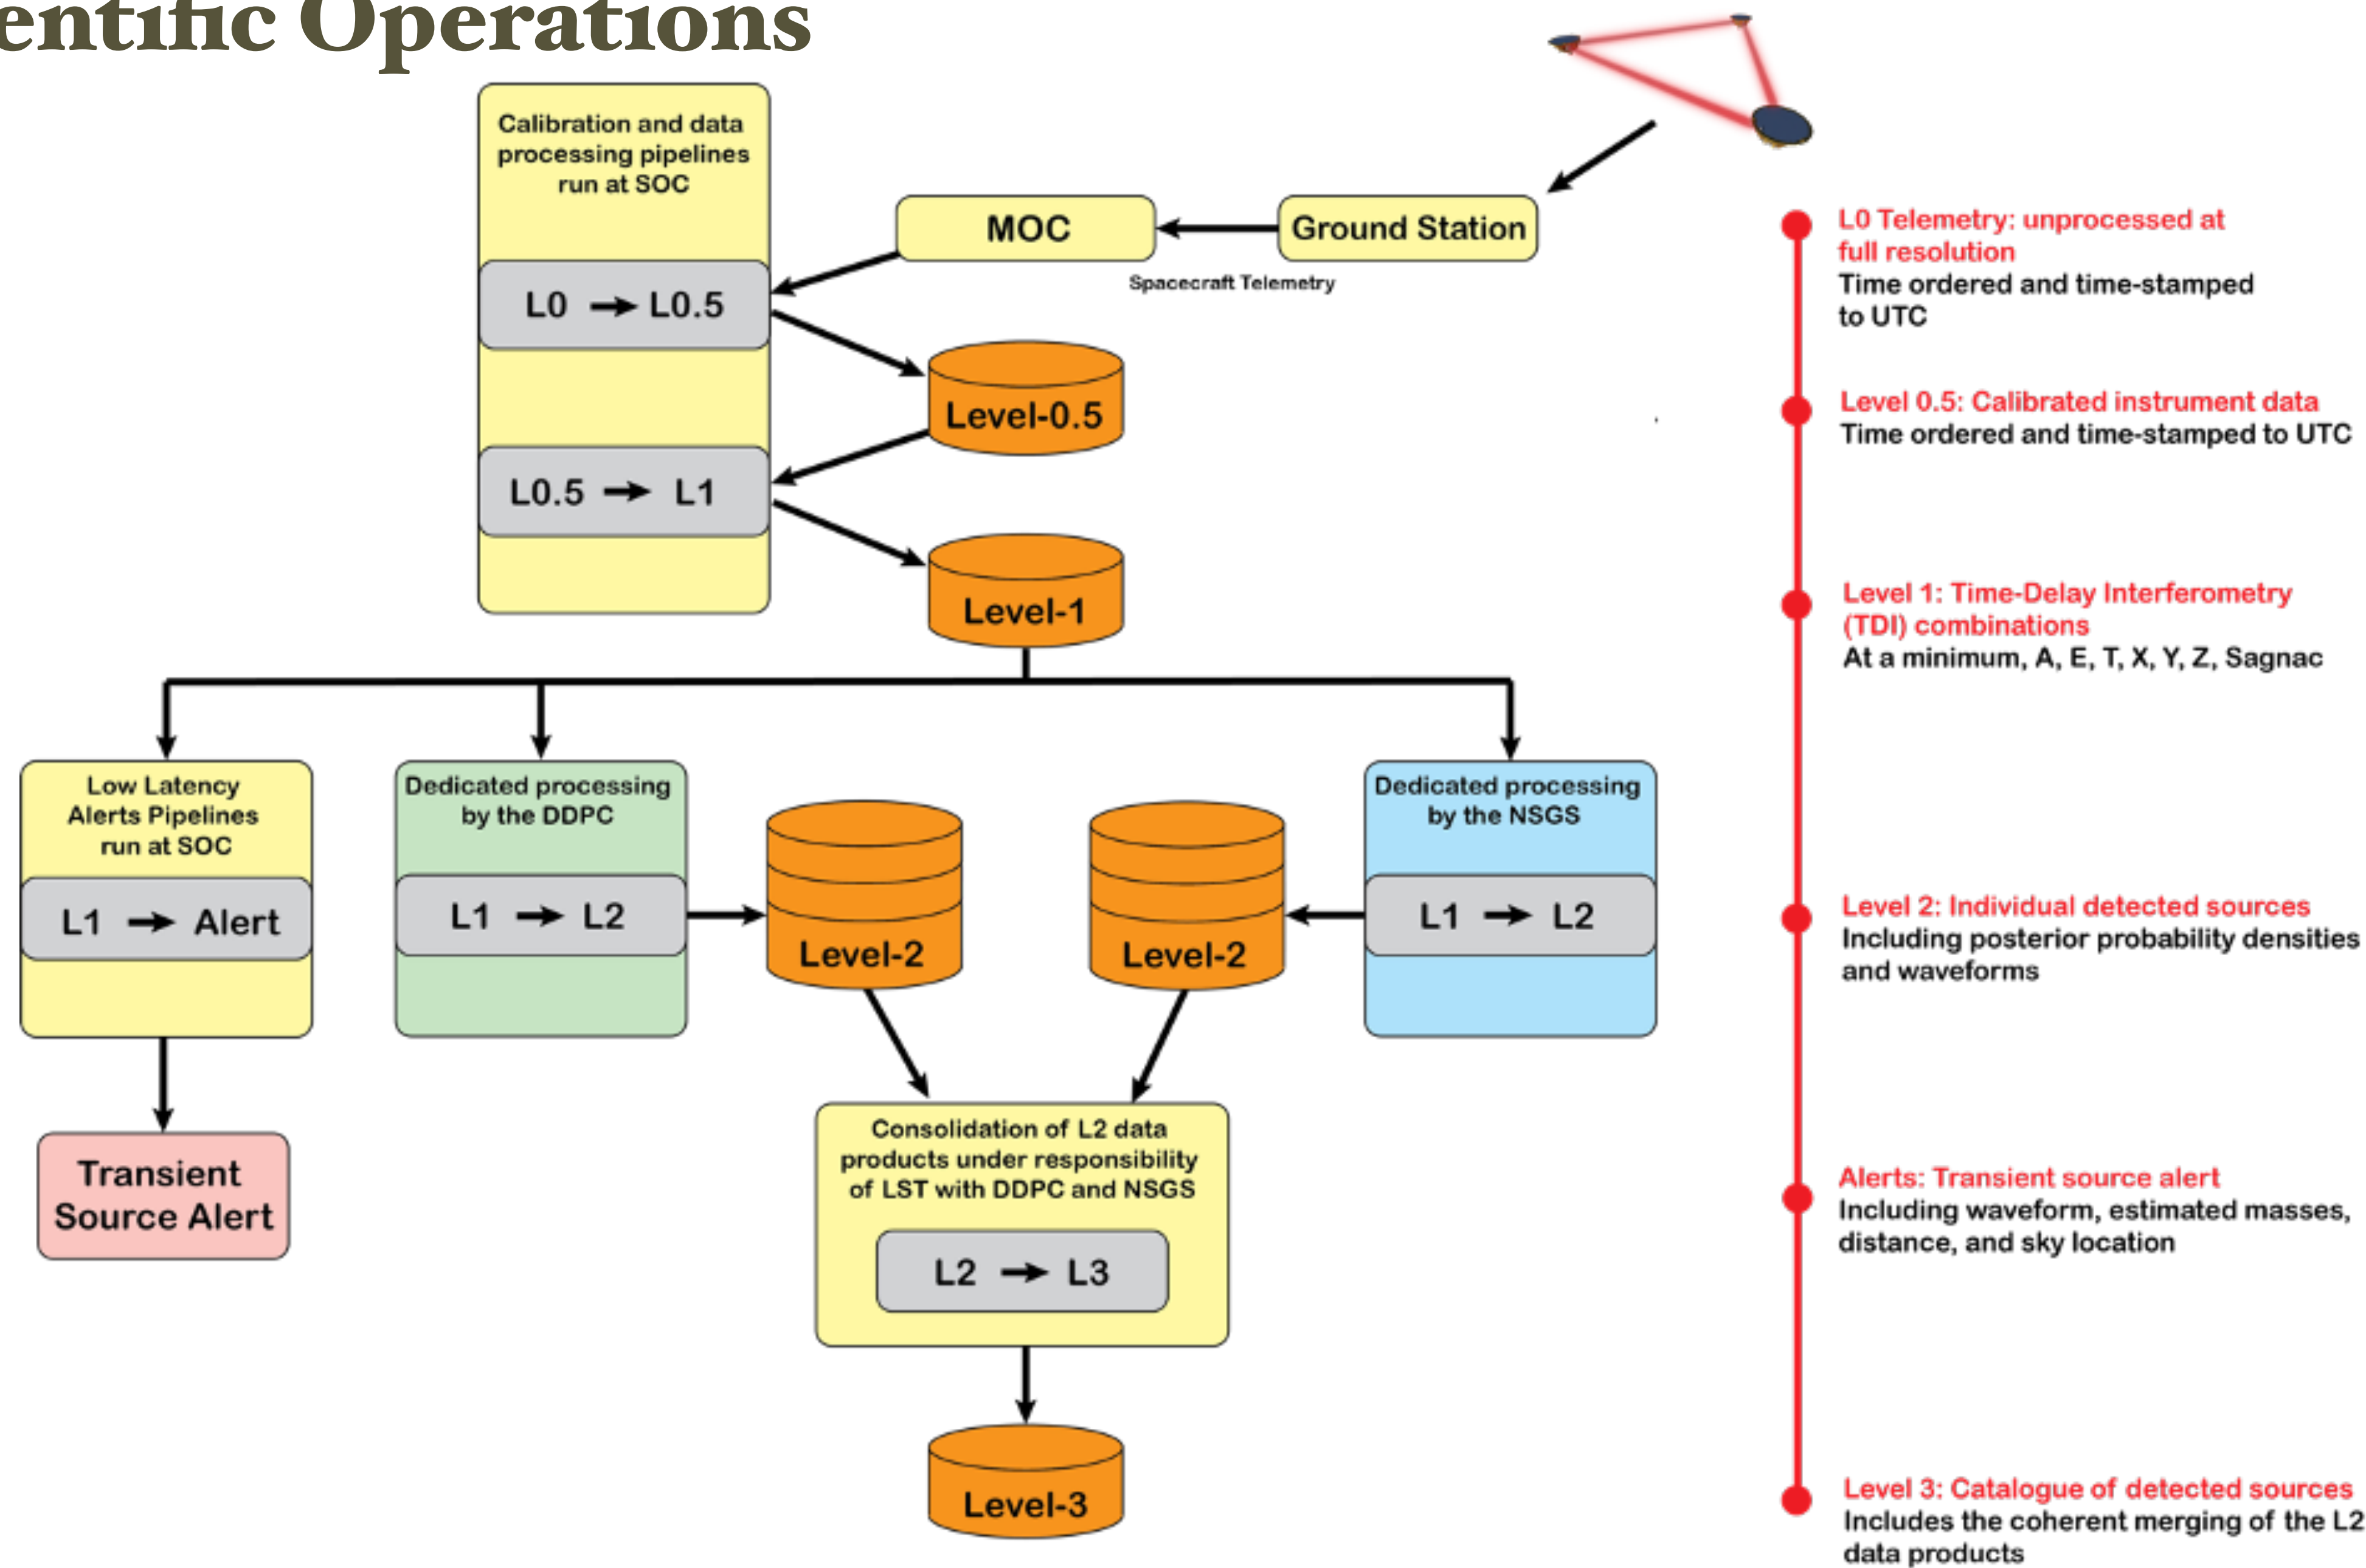 entific Operations
Calibration and data
processing pipelines
run at SOC
MOC
Ground Station
Spacecraft Telemetry
L0 → L0.5
Level-0.5
L0.5 → L1
Level-1
Low Latency
Alerts Pipelines
run at SOC
L1 → Alert
Transient
Source Alert
Dedicated processing
by the DDPC
L1 → L2
Level-2
Level-2
Dedicated processing
by the NSGS
L1 → L2
Consolidation of L2 data
products under responsibility
of LST with DDPC and NSGS
L2 → L3
Level-3
L0 Telemetry: unprocessed at
full resolution
Time ordered and time-stamped
to UTC
Level 0.5: Calibrated instrument data
Time ordered and time-stamped to UTC
Level 1: Time-Delay Interferometry
(TDI) combinations
At a minimum, A, E, T, X, Y, Z, Sagnac
Level 2: Individual detected sources
Including posterior probability densities
and waveforms
Alerts: Transient source alert
Including waveform, estimated masses,
distance, and sky location
Level 3: Catalogue of detected sources
Includes the coherent merging of the L2
data products